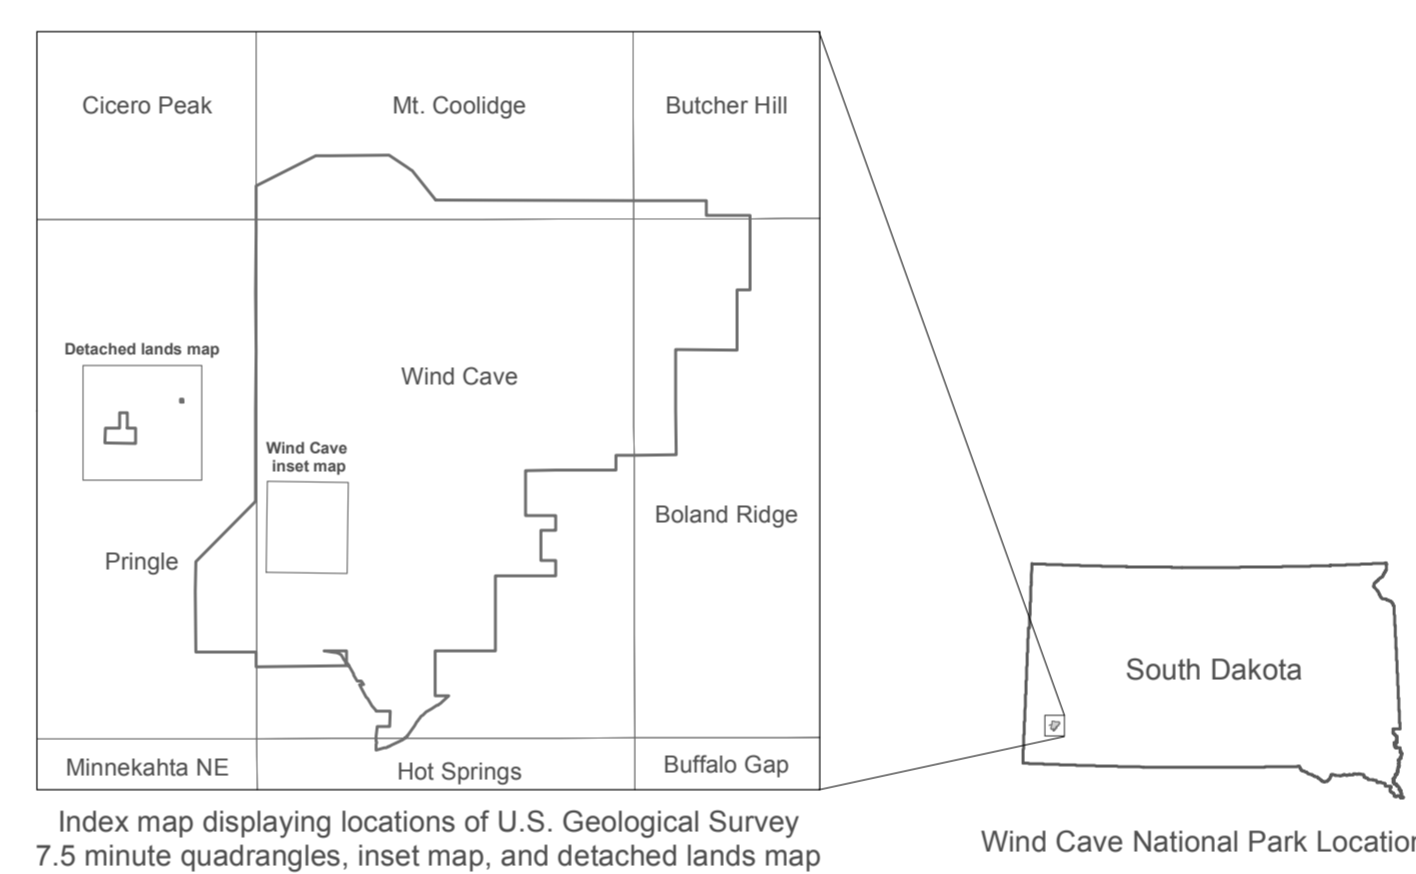 Cicero Peak
Mt. Coolidge
Butcher Hill
Detached lands map
Wind Cave
Wind Cave
inset map
Boland Ridge
Pringle
South Dakota
Minnekahta NE
Hot Springs
Buffalo Gap
Index map displaying locations of U.S. Geological Survey
7.5 minute quadrangles, inset map, and detached lands map
Wind Cave National Park Location